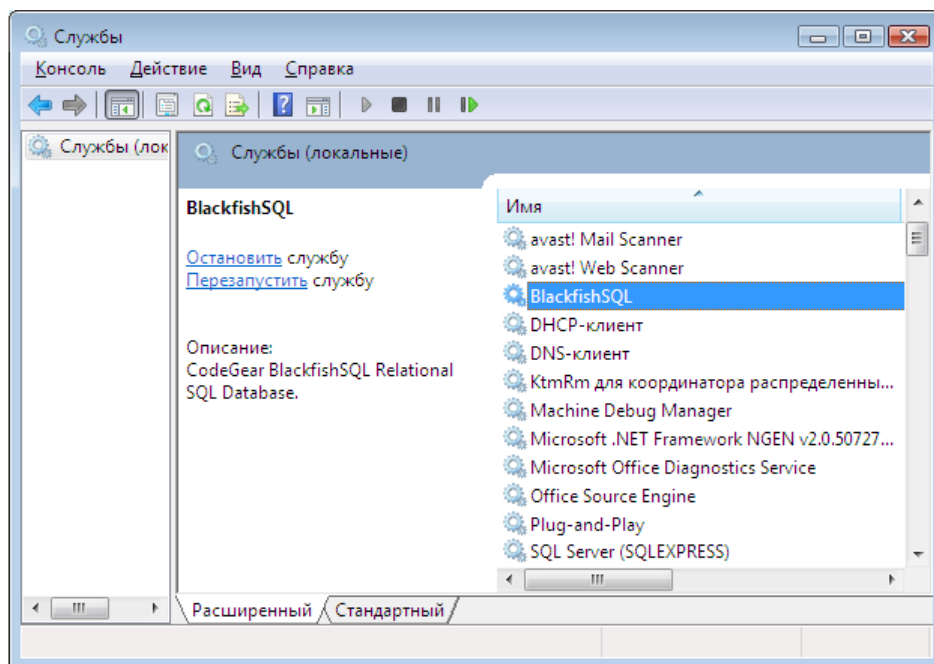 Службы
Консоль Действие Вид Справка
Службы (лок
Службы (локальные)
BlackfishSQL
Остановить службу
Перезапустить службу
Описание:
CodeGear BlackfishSQL Relational
SQL Database.
Имя
avast! Mail Scanner
avast! Web Scanner
BlackfishSQL
DHCP-клиент
DNS-клиент
KtmRm для координатора распределенны...
Machine Debug Manager
Microsoft .NET Framework NGEN v2.0.50727...
Microsoft Office Diagnostics Service
Office Source Engine
Plug-and-Play
SQL Server (SQLEXPRESS)
Расширенный Стандартный